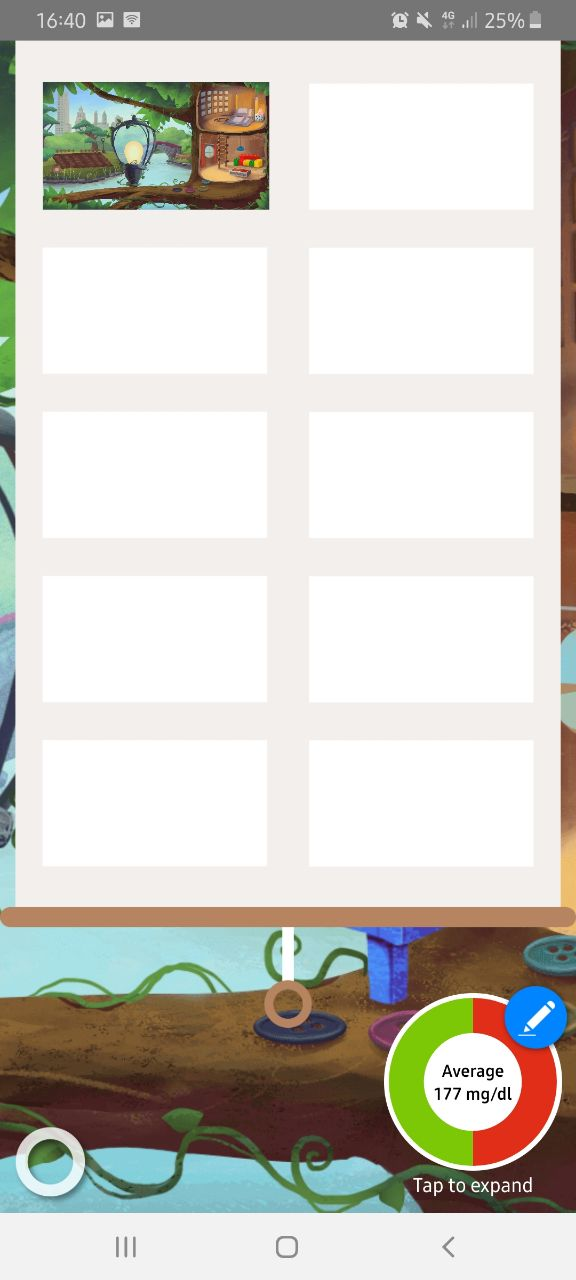 16:40
4G
25%
Average
177 mg/dl
Tap to expand